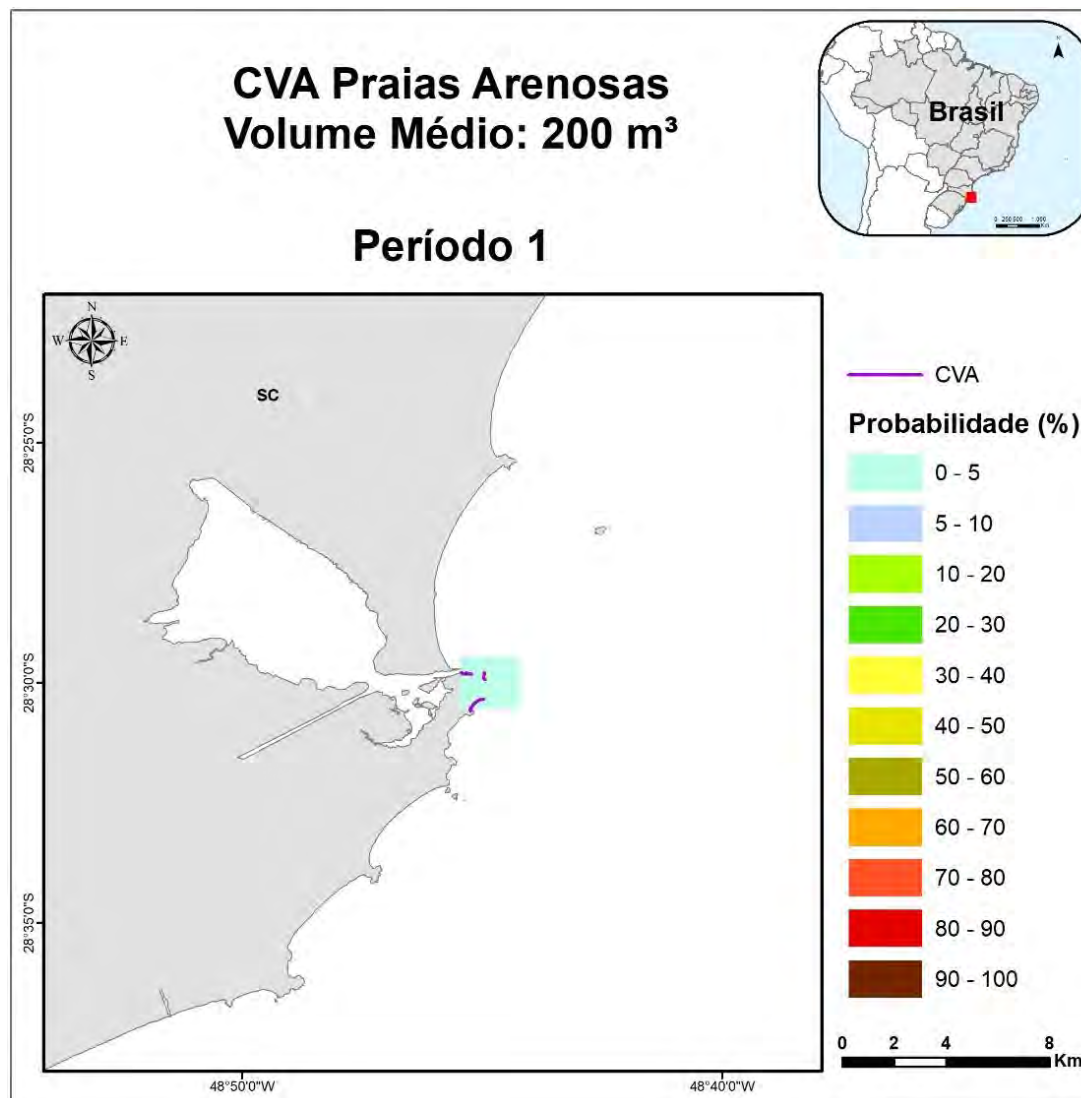 CVA Praias Arenosas
Volume Médio: 200 m³
Período 1
Brasil
N
W E
S
SC
28°25'0"S
28°30'0"S
28°35'0"S
48°50'0"W 48°40'0"W
CVA
Probabilidade (%)
0 - 5
5 - 10
10 - 20
20 - 30
30 - 40
40 - 50
50 - 60
60 - 70
70 - 80
80 - 90
90 - 100
0 2 4 8
Km